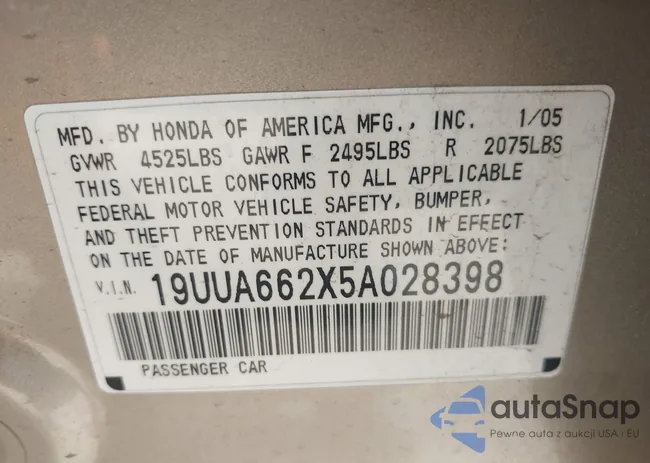 MFD. BY HONDA OF AMERICA MFG., INC. 1/05
GVWR 4525LBS GAWR F 2495LBS R 2075LBS
THIS VEHICLE CONFORMS TO ALL APPLICABLE
FEDERAL MOTOR VEHICLE SAFETY, BUMPER,
AND THEFT PREVENTION STANDARDS IN EFFECT
ON THE DATE OF MANUFACTURE SHOWN ABOVE:
V.I.N. 19UUA662X5A028398
PASSENGER CAR
autaSnap
Pewne auta z aukcji USA · EU